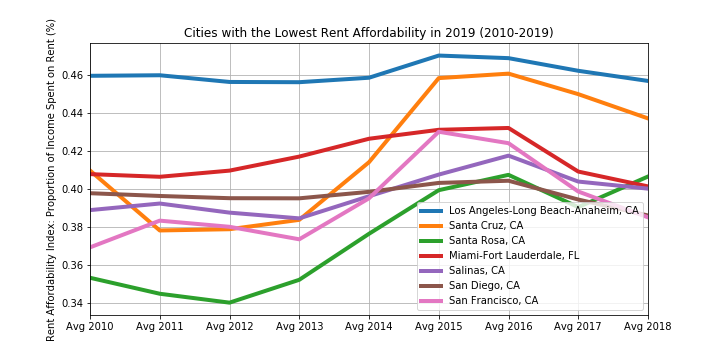 Cities with the Lowest Rent Affordability in 2019 (2010-2019)
Rent Affordability Index: Proportion of Income Spent on Rent (%)
0.46
0.44
0.42
0.40
0.38
0.36
0.34
Los Angeles-Long Beach-Anaheim, CA
Santa Cruz, CA
Santa Rosa, CA
Miami-Fort Lauderdale, FL
Salinas, CA
San Diego, CA
San Francisco, CA
Avg 2010 Avg 2011 Avg 2012 Avg 2013 Avg 2014 Avg 2015 Avg 2016 Avg 2017 Avg 2018